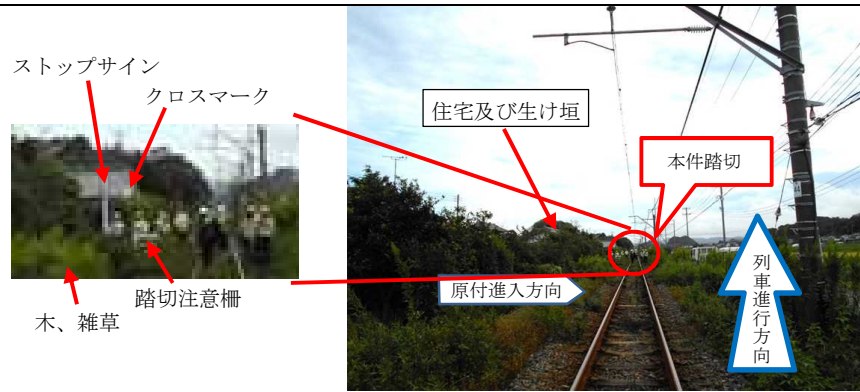 ストップサイン
クロスマーク
住宅及び生け垣
本件踏切
原付進入方向
列車進行方向
踏切注意柵
木、雑草